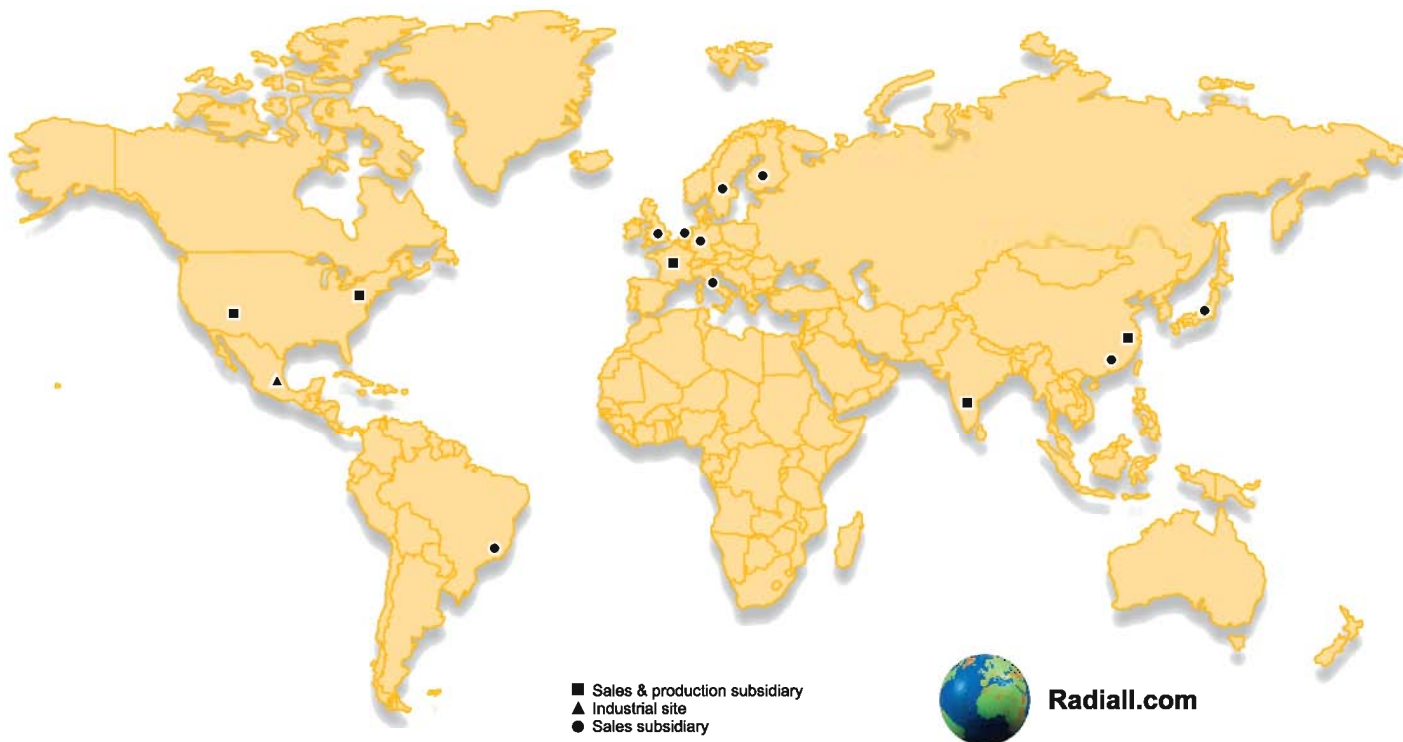 Sales & production subsidiary
Industrial site
Sales subsidiary
Radiall.com